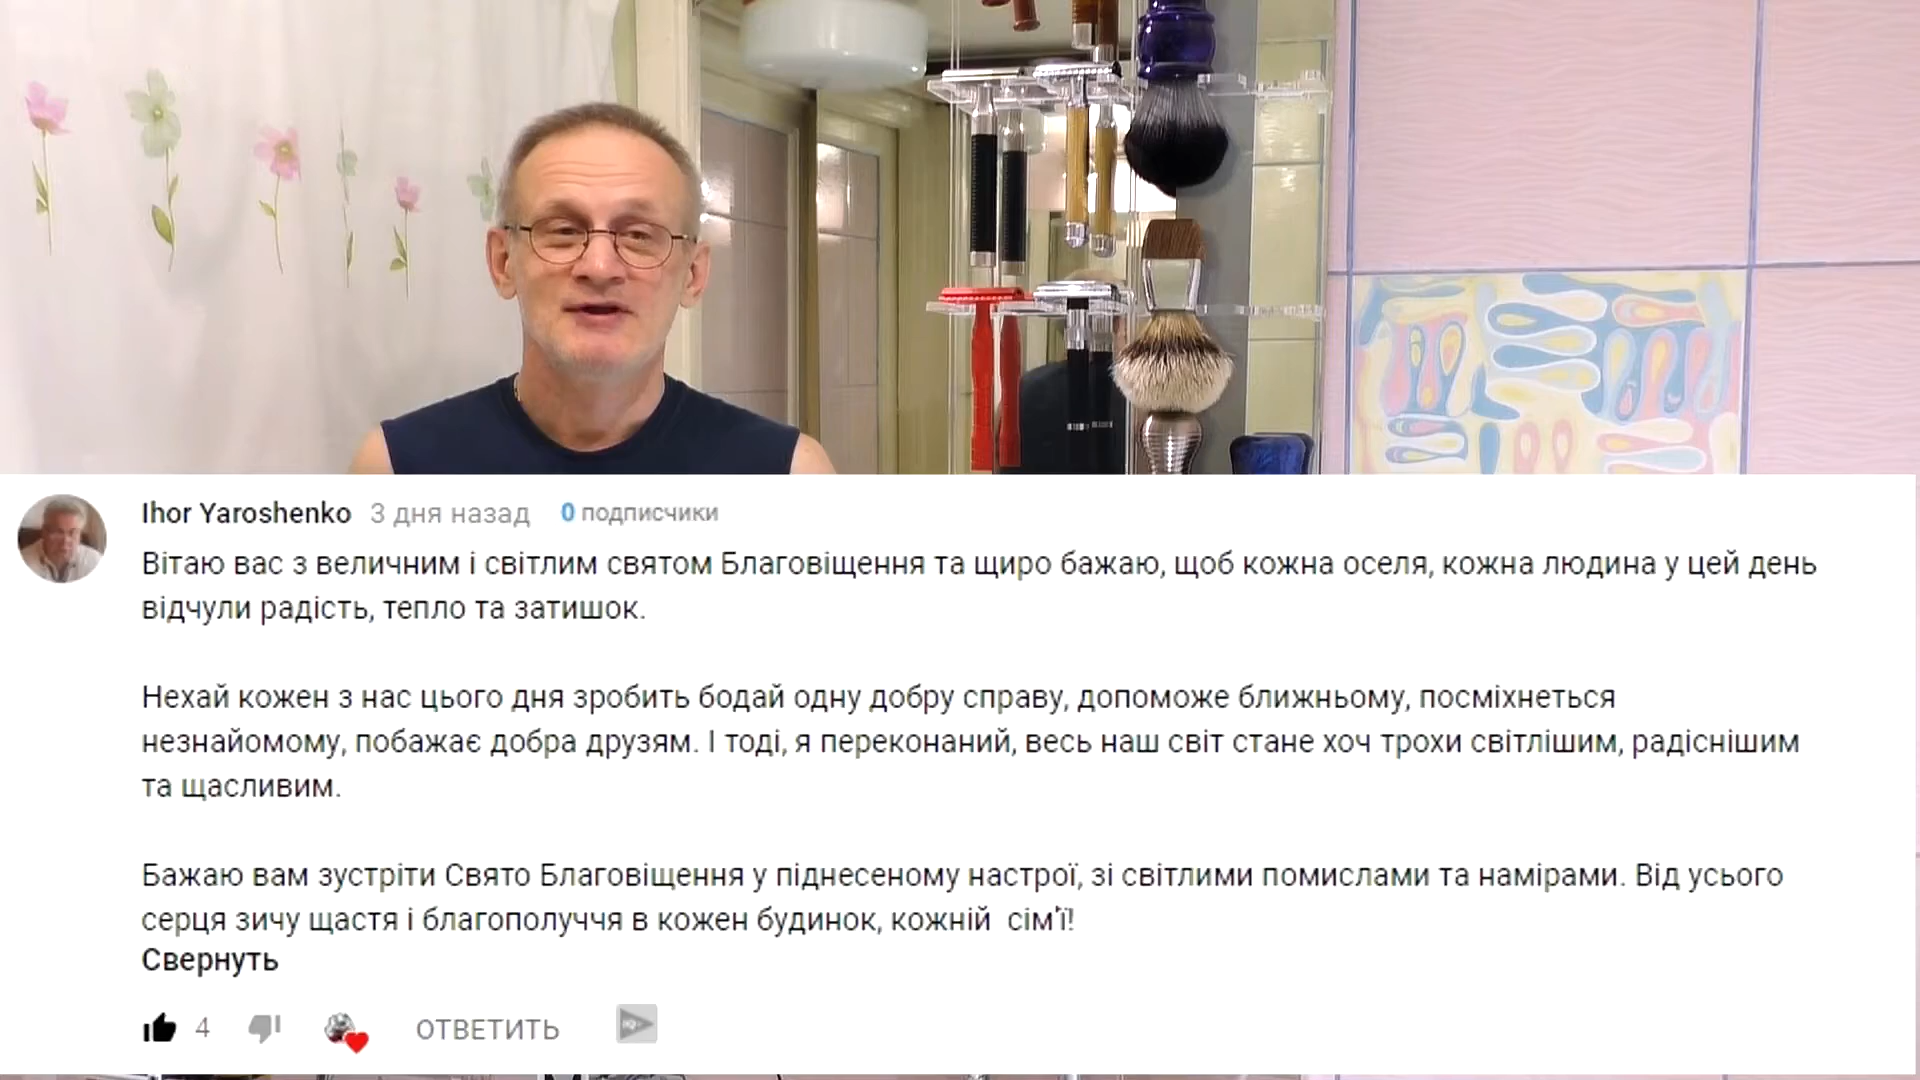 Ihor Yaroshenko 3 дня назад 0 подписчики
Вітаю вас з величним і світлим святом Благовіщення та щиро бажаю, щоб кожна оселя, кожна людина у цей день
відчули радість, тепло та затишок.
Нехай кожен з нас цього дня зробить бодай одну добру справу, допоможе ближньому, посміхнеться
незнайомому, побажає добра друзям. І тоді, я переконаний, весь наш світ стане хоч трохи світлішим, радіснішим
та щасливим.
Бажаю вам зустріти Свято Благовіщення у піднесеному настрої, зі світлими помислами та намірами. Від усього
серця зичу щастя і благополуччя в кожен будинок, кожній  сім'ї!
Свернуть
4 ОТВЕТИТЬ